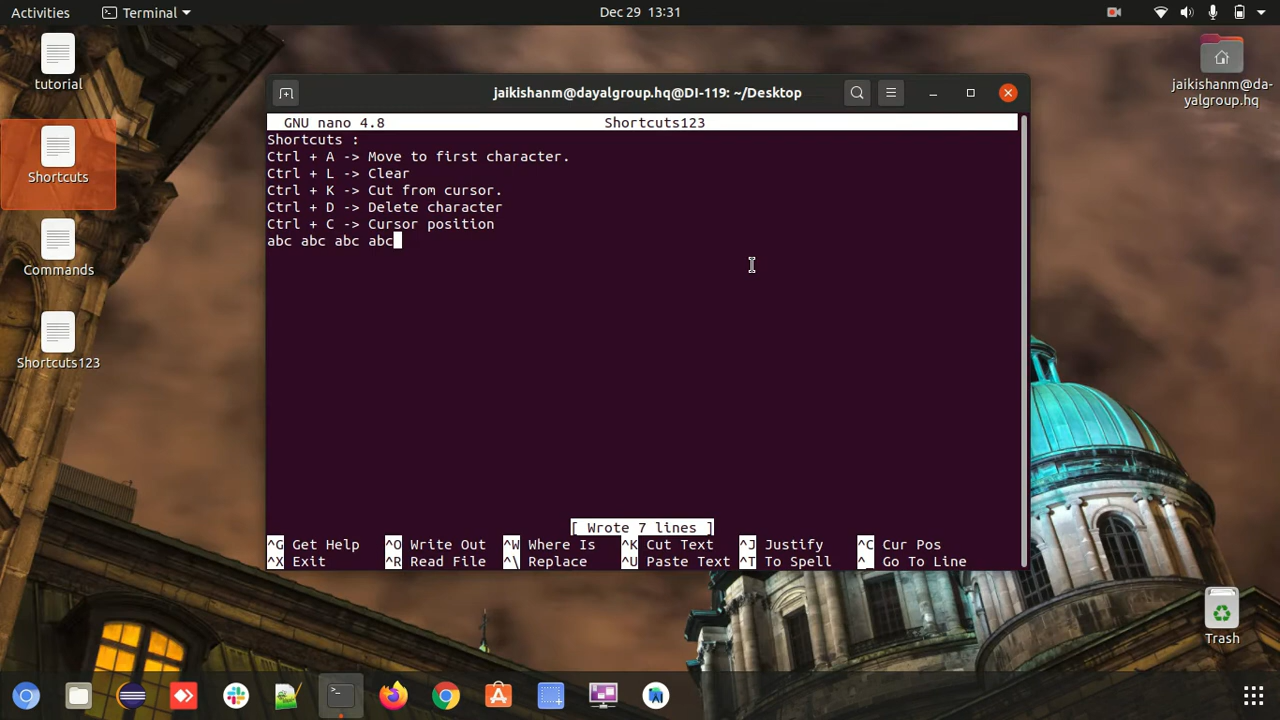 Activities
Terminal
Dec 29 13:31
tutorial
Shortcuts
Commands
Shortcuts123
jaikishanm@dayalgroup.hq@DI-119: ~/Desktop
GNU nano 4.8 Shortcuts123
Shortcuts :
Ctrl + A -> Move to first character.
Ctrl + L -> Clear
Ctrl + K -> Cut from cursor.
Ctrl + D -> Delete character
Ctrl + C -> Cursor position
abc abc abc abc
[ Wrote 7 lines ]
^G Get Help ^O Write Out ^W Where Is ^K Cut Text ^J Justify ^C Cur Pos
^X Exit ^R Read File ^\ Replace ^U Paste Text ^T To Spell ^_ Go To Line
jaikishanm@da-
yalgroup.hq
Trash